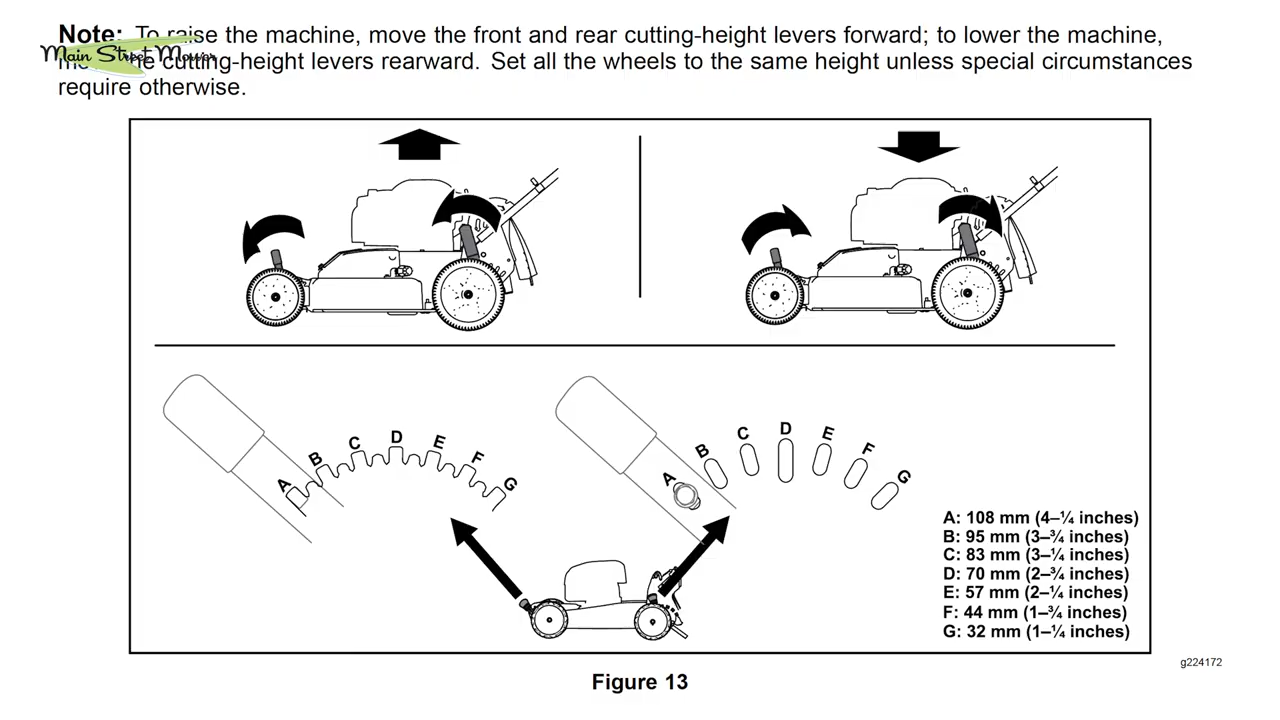 Note: To raise the machine, move the front and rear cutting-height levers forward; to lower the machine,
Main Street Mower
cutting-height levers rearward. Set all the wheels to the same height unless special circumstances
require otherwise.
A
B
C
D
E
F
G
A
B
C
D
E
F
G
A: 108 mm (4–¼ inches)
B: 95 mm (3–¾ inches)
C: 83 mm (3–¼ inches)
D: 70 mm (2–¾ inches)
E: 57 mm (2–¼ inches)
F: 44 mm (1–¾ inches)
G: 32 mm (1–¼ inches)
g224172
Figure 13